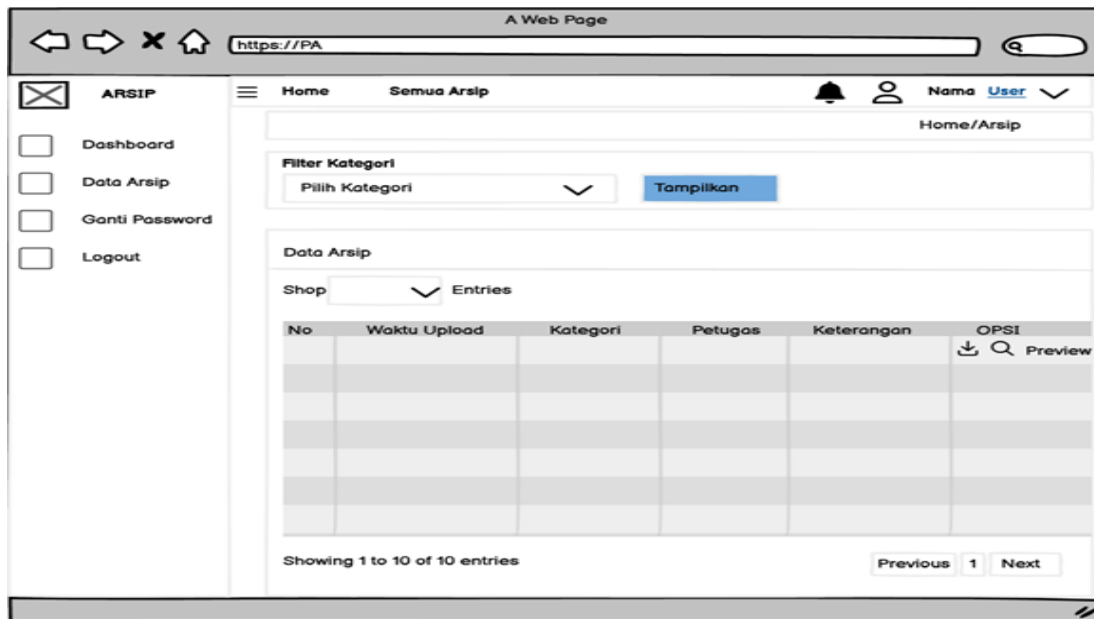 A Web Page
https://PA
ARSIP
Home Semua Arsip Nama User
Home/Arsip
Dashboard
Data Arsip
Ganti Password
Logout
Filter Kategori
Pilih Kategori Tampilkan
Data Arsip
Shop Entries
No Waktu Upload Kategori Petugas Keterangan OPSI
Preview
Showing 1 to 10 of 10 entries
Previous 1 Next